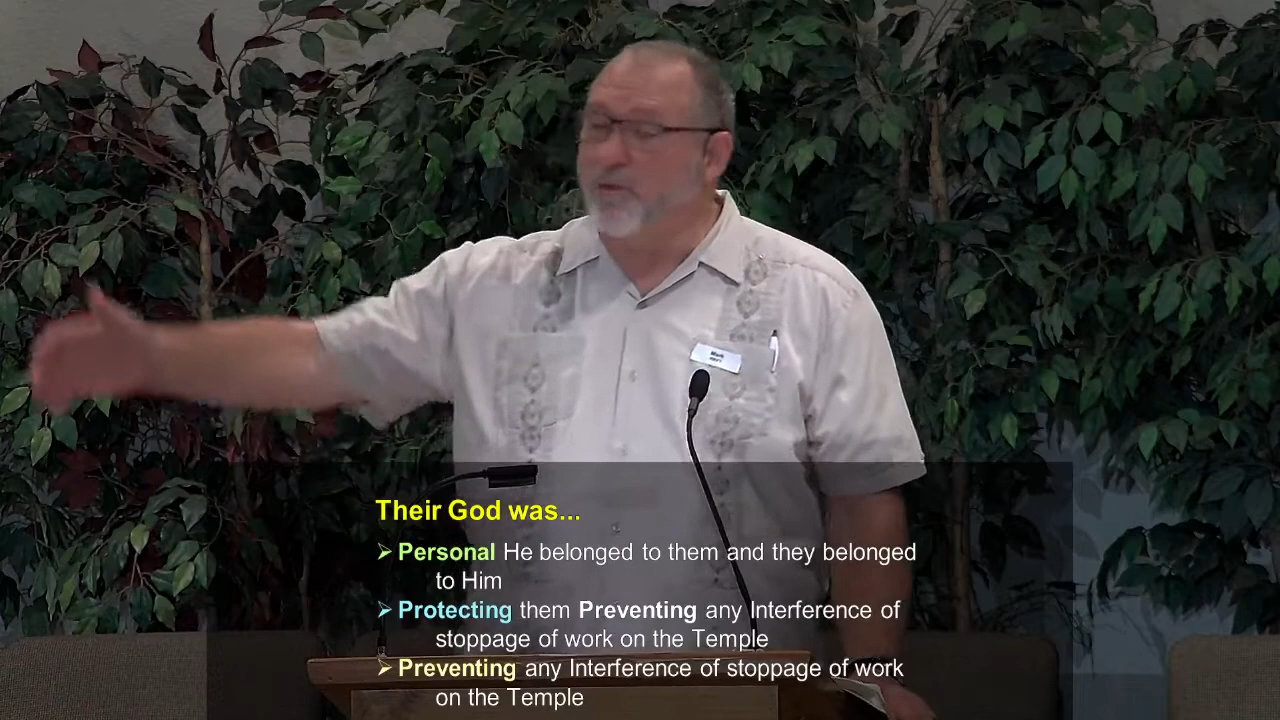 Mark
Their God was...
➢Personal He belonged to them and they belonged
to Him
➢Protecting them Preventing any Interference of
stoppage of work on the Temple
➢Preventing any Interference of stoppage of work
on the Temple